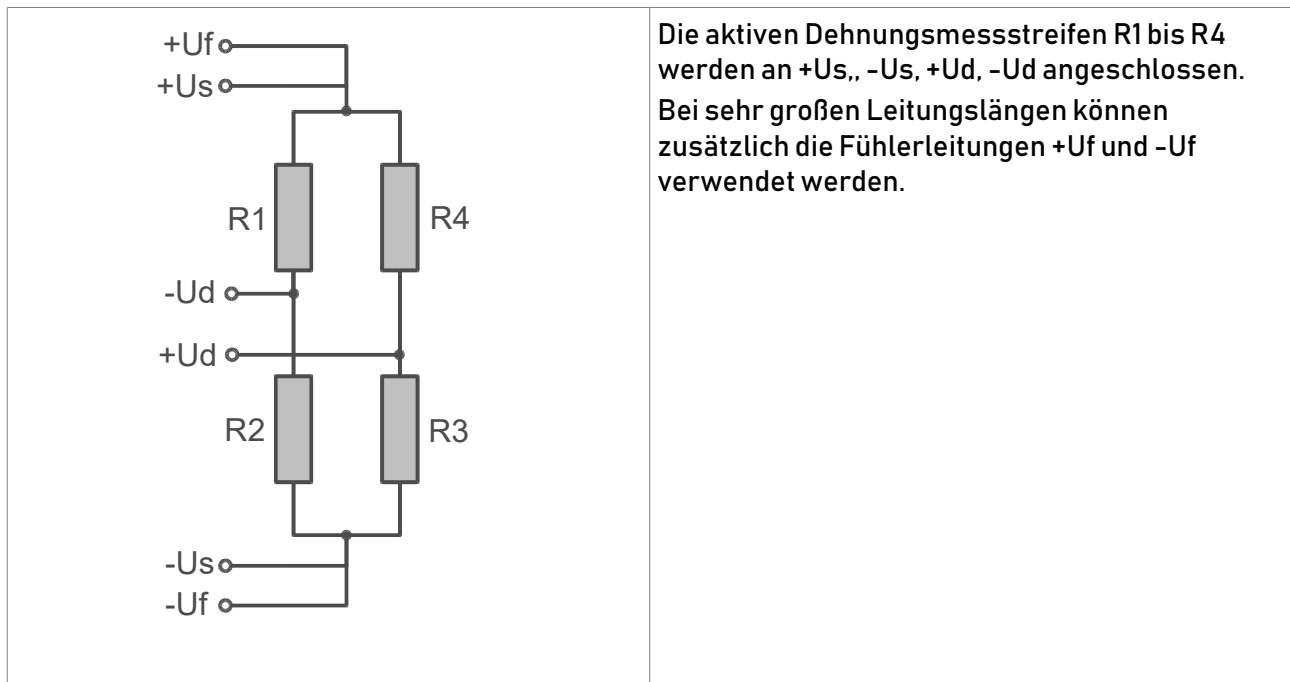 +Uf
+Us
R1
R4
-Ud
+Ud
R2
R3
-Us
-Uf
Die aktiven Dehnungsmessstreifen R1 bis R4
werden an +Us,, -Us, +Ud, -Ud angeschlossen.
Bei sehr großen Leitungslängen können
zusätzlich die Fühlerleitungen +Uf und -Uf
verwendet werden.